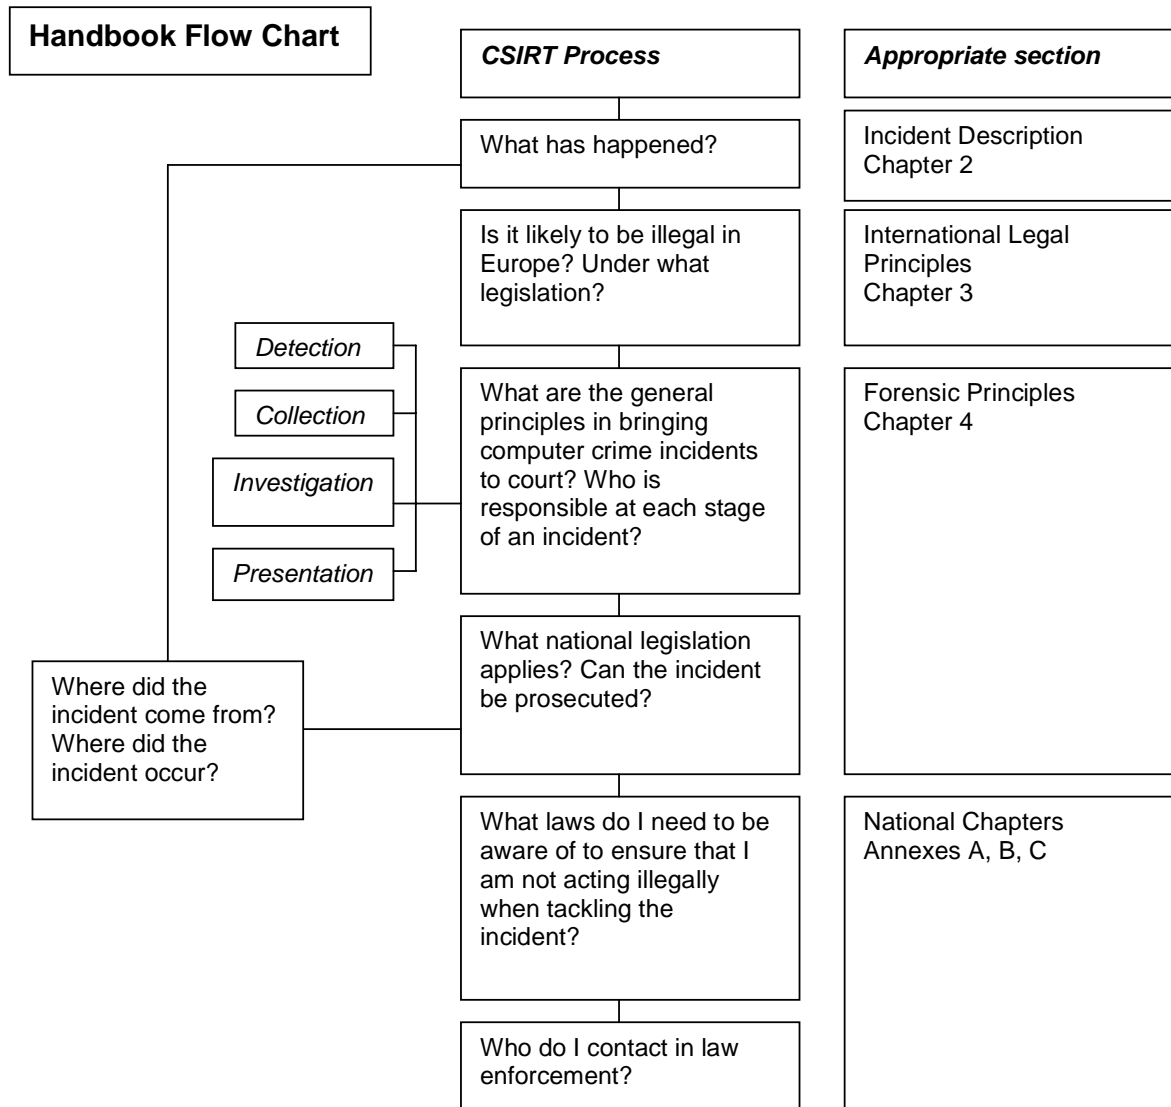 Handbook Flow Chart
CSIRT Process
Appropriate section
What has happened?
Incident Description
Chapter 2
Is it likely to be illegal in
Europe? Under what
legislation?
International Legal
Principles
Chapter 3
Detection
Collection
Investigation
Presentation
What are the general
principles in bringing
computer crime incidents
to court? Who is
responsible at each stage
of an incident?
Forensic Principles
Chapter 4
What national legislation
applies? Can the incident
be prosecuted?
Where did the
incident come from?
Where did the
incident occur?
What laws do I need to be
aware of to ensure that I
am not acting illegally
when tackling the
incident?
National Chapters
Annexes A, B, C
Who do I contact in law
enforcement?